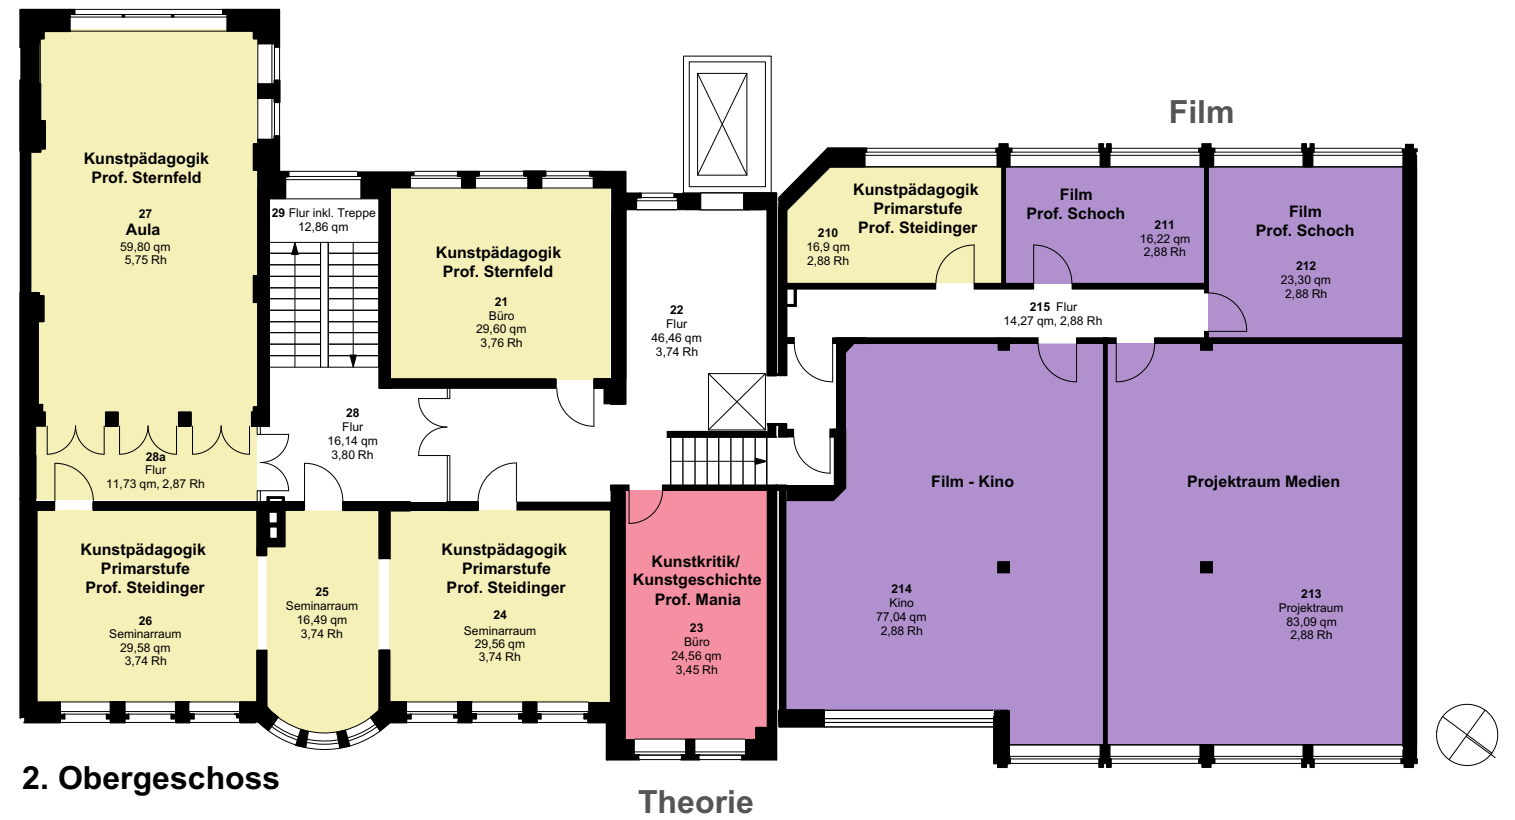 Film
Kunstpädagogik
Prof. Sternfeld
27
Aula
59,80 qm
5,75 Rh
29 Flur inkl. Treppe
12,86 qm
Kunstpädagogik
Prof. Sternfeld
21
Büro
29,60 qm
3,76 Rh
22
Flur
46,46 qm
3,74 Rh
Kunstpädagogik
Primarstufe
Prof. Steidinger
210
16,9 qm
2,88 Rh
Film
Prof. Schoch
211
16,22 qm
2,88 Rh
Film
Prof. Schoch
212
23,30 qm
2,88 Rh
215 Flur
14,27 qm, 2,88 Rh
28
Flur
16,14 qm
3,80 Rh
28a
Flur
11,73 qm, 2,87 Rh
Kunstpädagogik
Primarstufe
Prof. Steidinger
26
Seminarraum
29,58 qm
3,74 Rh
25
Seminarraum
16,49 qm
3,74 Rh
Kunstpädagogik
Primarstufe
Prof. Steidinger
24
Seminarraum
29,56 qm
3,74 Rh
Kunstkritik/
Kunstgeschichte
Prof. Mania
23
Büro
24,56 qm
3,45 Rh
Film - Kino
214
Kino
77,04 qm
2,88 Rh
Projektraum Medien
213
Projektraum
83,09 qm
2,88 Rh
2. Obergeschoss
Theorie